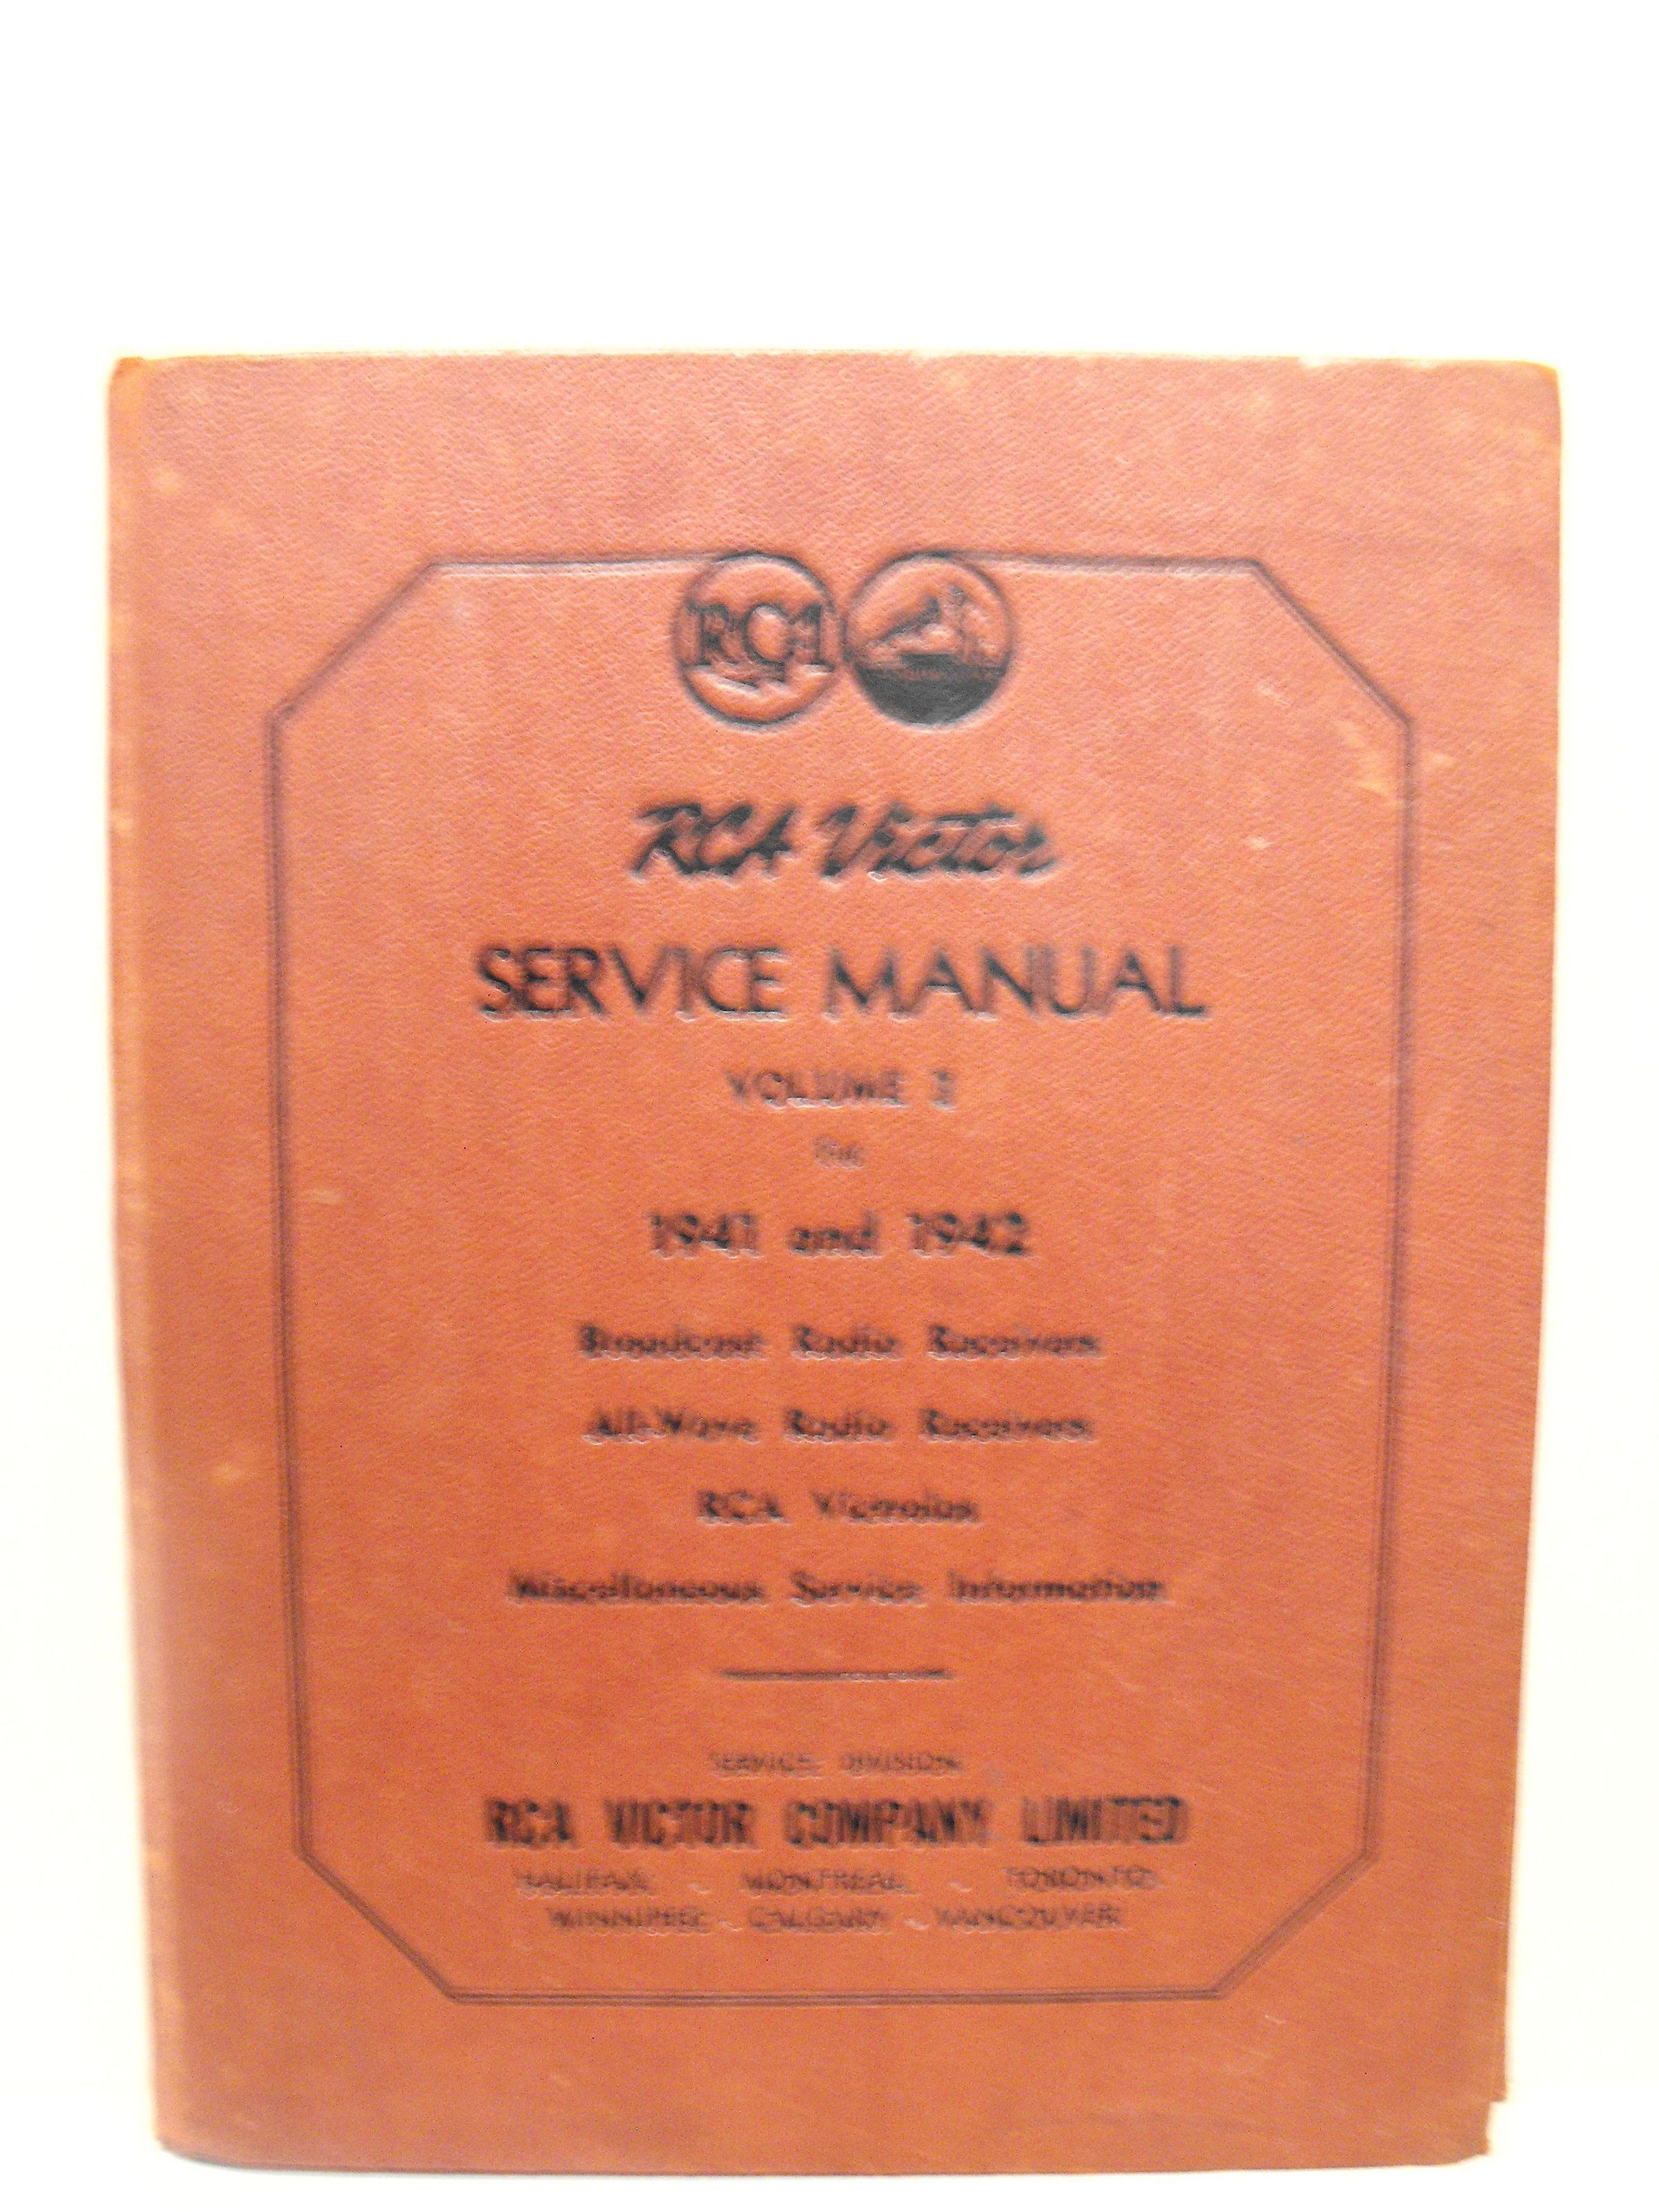 RCA
RCA Victor
SERVICE MANUAL
VOLUME
for
1941 and 1942
Broadcast Radio Receivers
All-Wave Radio Receivers
RCA Victrolas
Miscellaneous Service Information
SERVICE DIVISION
RCA VICTOR COMPANY LIMITED
HALIFAX - MONTREAL - TORONTO
WINNIPEG - CALGARY - VANCOUVER